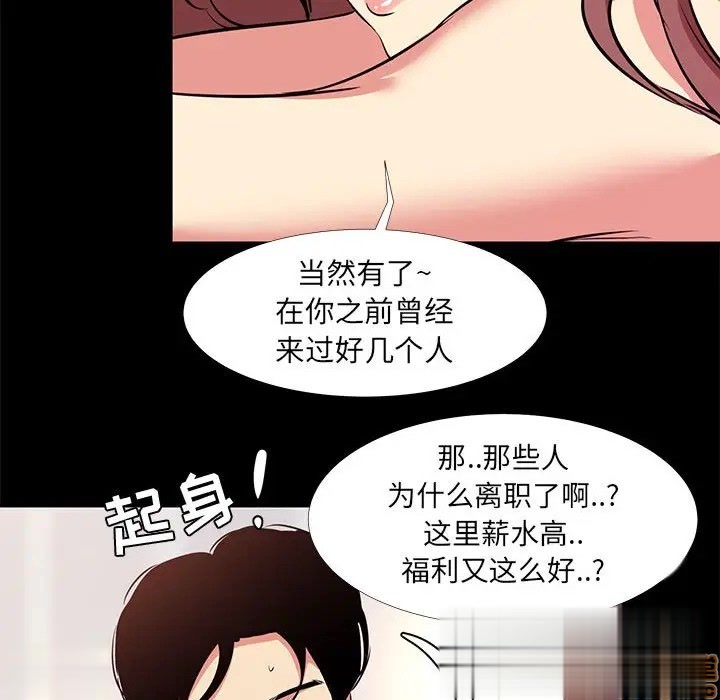 当然有了~
在你之前曾经
来过好几个人
那..那些人
为什么离职了啊..?
这里薪水高..
福利又这么好..?
起身!